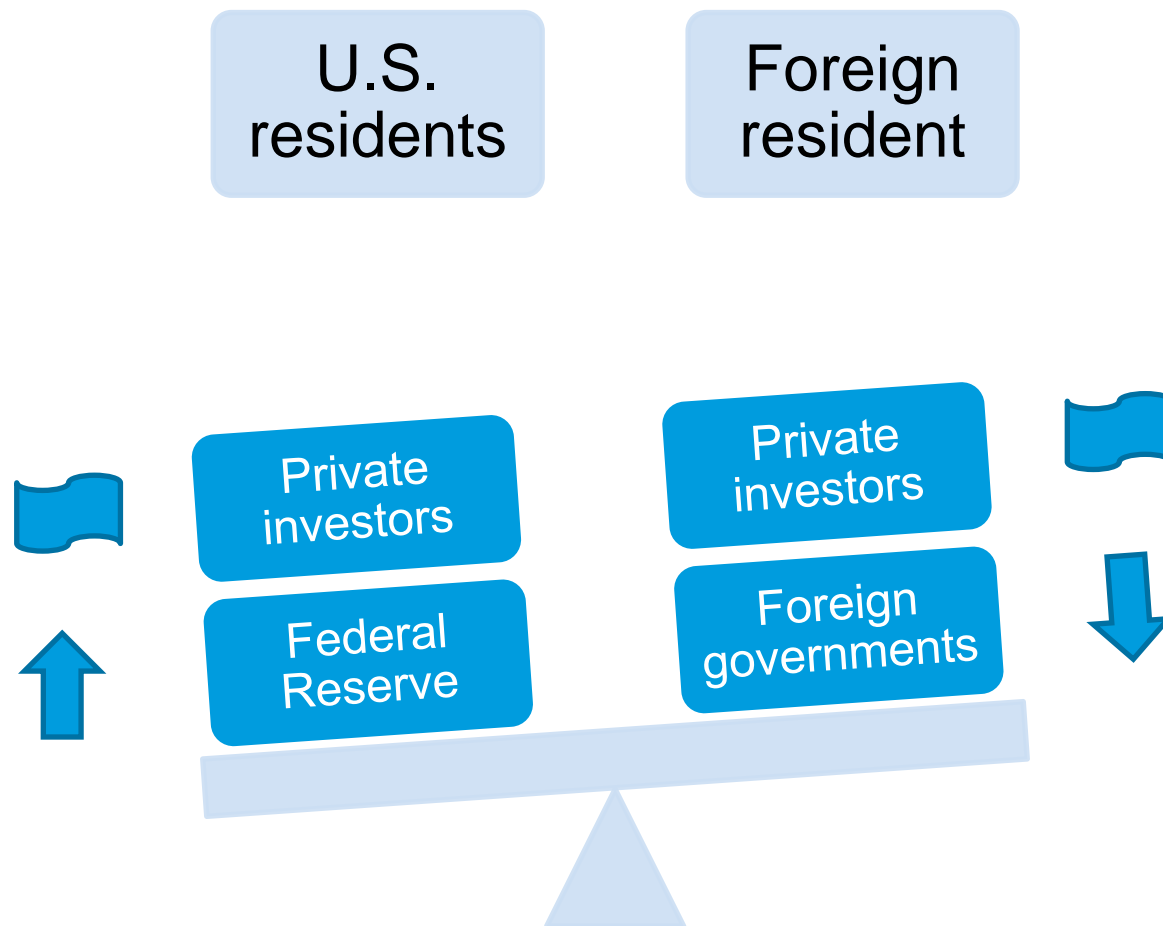 U.S.
residents
Foreign
resident
Private
investors
Private
investors
Federal
Reserve
Foreign
governments